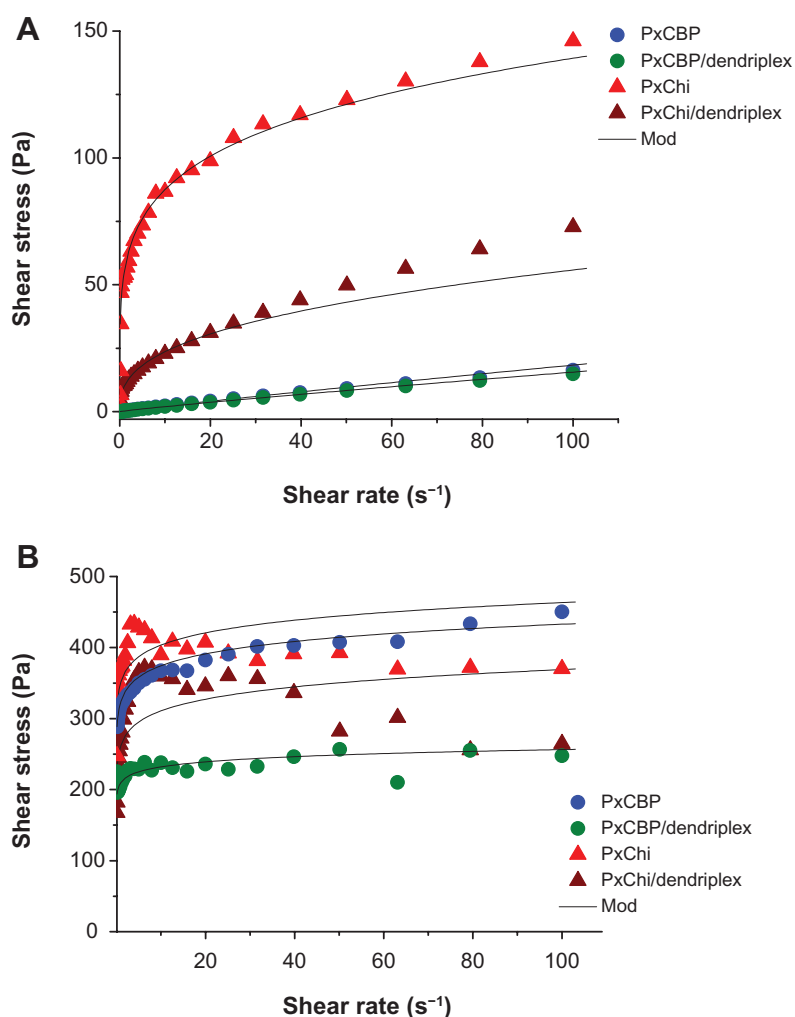 A
Shear stress (Pa)
150
100
50
0
0
20
40
60
80
100
Shear rate (s⁻¹)
PxCBP
PxCBP/dendriplex
PxChi
PxChi/dendriplex
Mod
B
Shear stress (Pa)
500
400
300
200
100
0
20
40
60
80
100
Shear rate (s⁻¹)
PxCBP
PxCBP/dendriplex
PxChi
PxChi/dendriplex
Mod